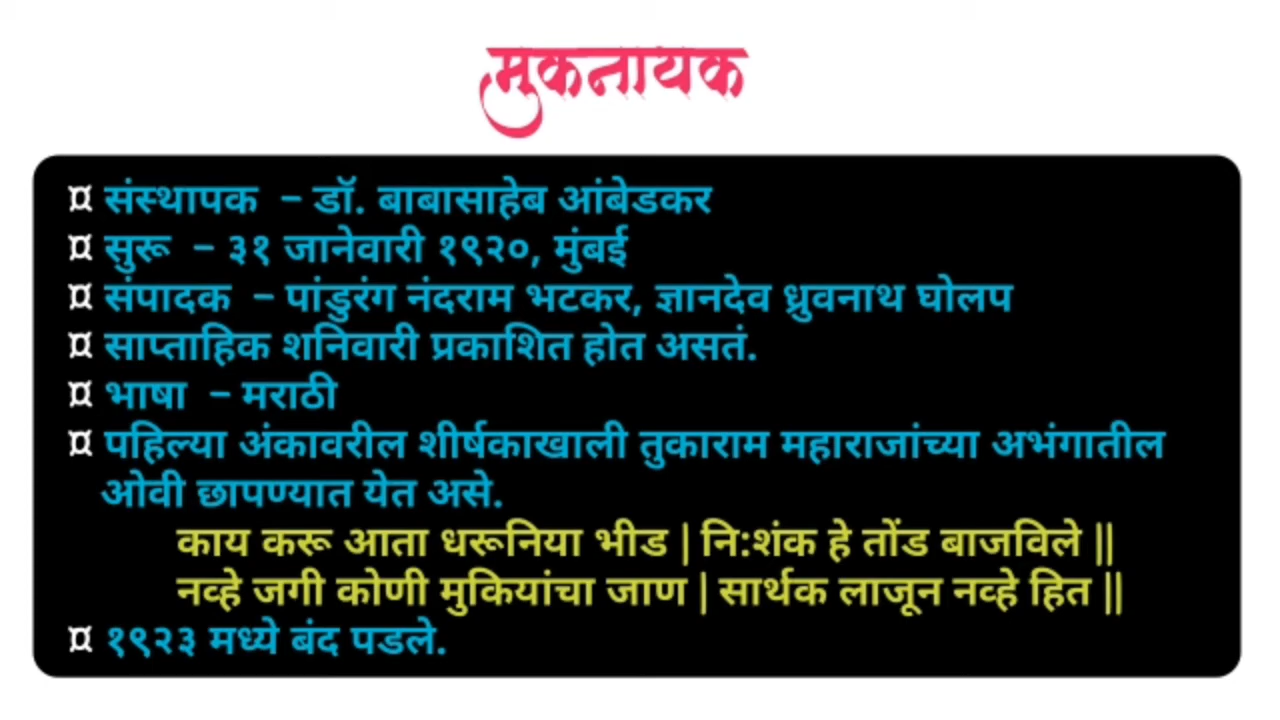 मुकनायक
¤ संस्थापक – डॉ. बाबासाहेब आंबेडकर
¤ सुरू – ३१ जानेवारी १९२०, मुंबई
¤ संपादक – पांडुरंग नंदराम भटकर, ज्ञानदेव ध्रुवनाथ घोलप
¤ साप्ताहिक शनिवारी प्रकाशित होत असतं.
¤ भाषा – मराठी
¤ पहिल्या अंकावरील शीर्षकाखाली तुकाराम महाराजांच्या अभंगातील
ओवी छापण्यात येत असे.
काय करू आता धरूनिया भीड | नि:शंक हे तोंड बाजविले ||
नव्हे जगी कोणी मुकियांचा जाण | सार्थक लाजून नव्हे हित ||
¤ १९२३ मध्ये बंद पडले.